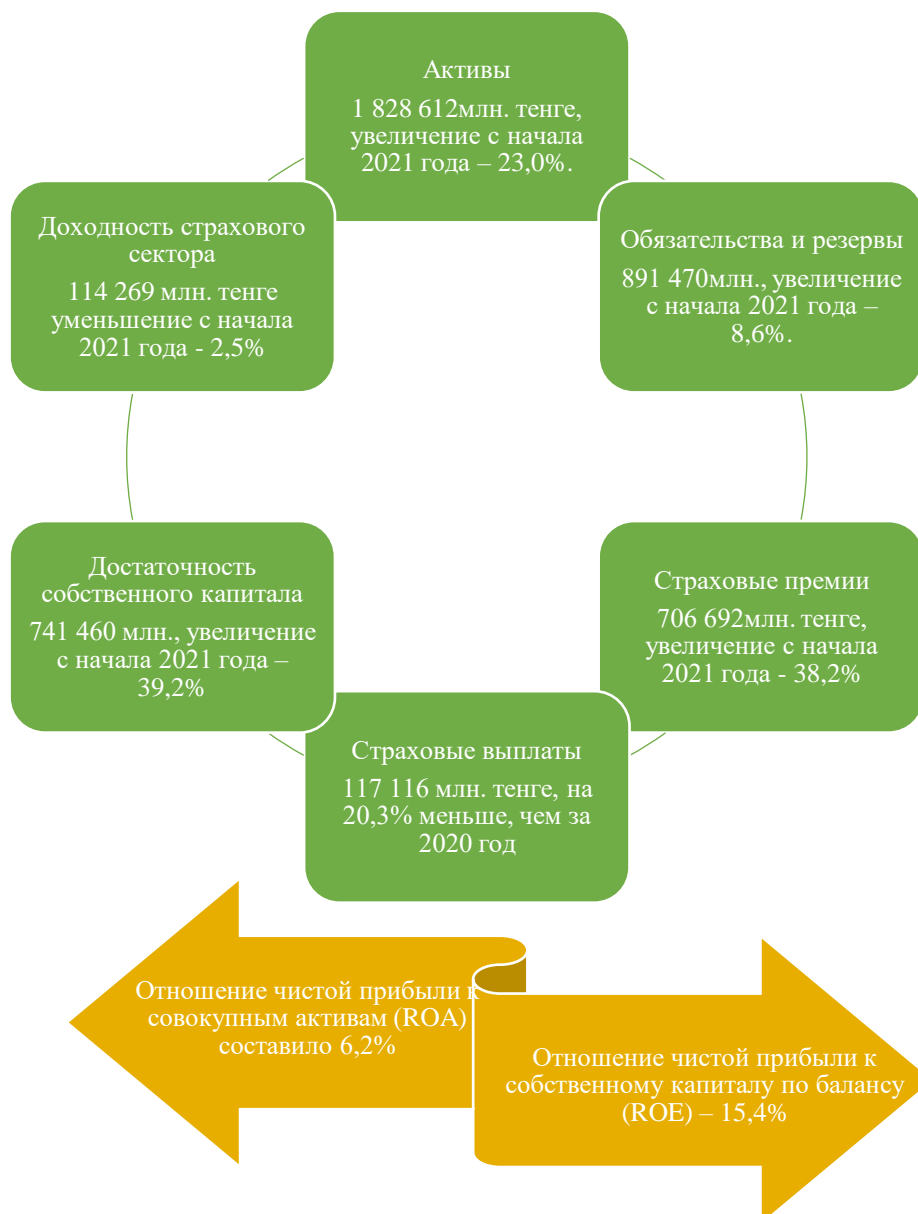 Активы
1 828 612млн. тенге,
увеличение с начала
2021 года – 23,0%.
Обязательства и резервы
891 470млн., увеличение
с начала 2021 года –
8,6%.
Страховые премии
706 692млн. тенге,
увеличение с начала
2021 года - 38,2%
Страховые выплаты
117 116 млн. тенге, на
20,3% меньше, чем за
2020 год
Достаточность
собственного капитала
741 460 млн., увеличение
с начала 2021 года –
39,2%
Доходность страхового
сектора
114 269 млн. тенге
уменьшение с начала
2021 года - 2,5%
Отношение чистой прибыли к
совокупным активам (ROA)
составило 6,2%
Отношение чистой прибыли к
собственному капиталу по балансу
(ROE) – 15,4%